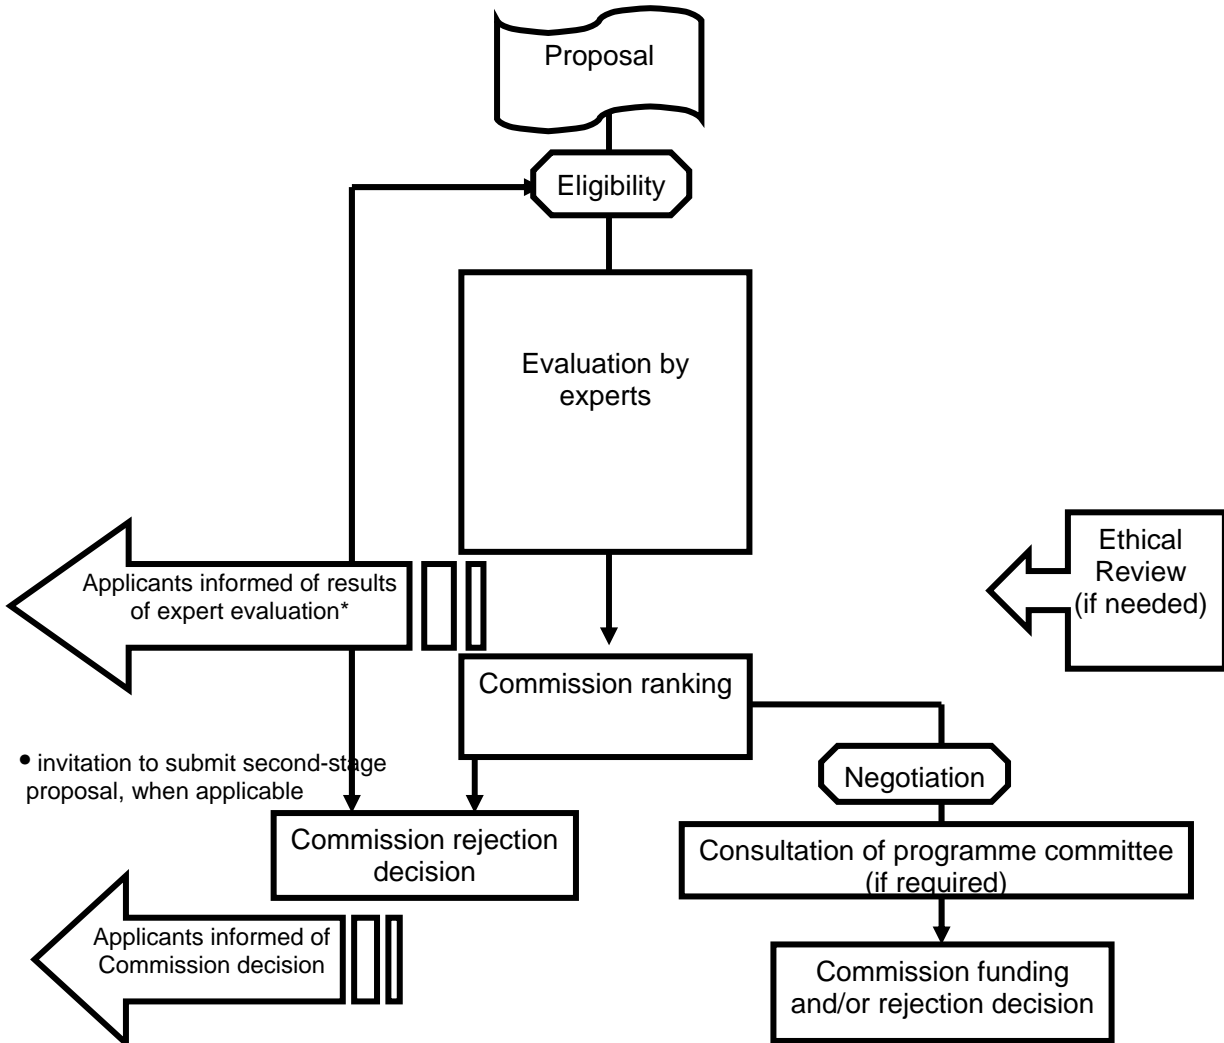 Proposal
Eligibility
Evaluation by
experts
Ethical
Review
(if needed)
Applicants informed of results
of expert evaluation*
Commission ranking
• invitation to submit second-stage
proposal, when applicable
Negotiation
Commission rejection
decision
Consultation of programme committee
(if required)
Applicants informed of
Commission decision
Commission funding
and/or rejection decision